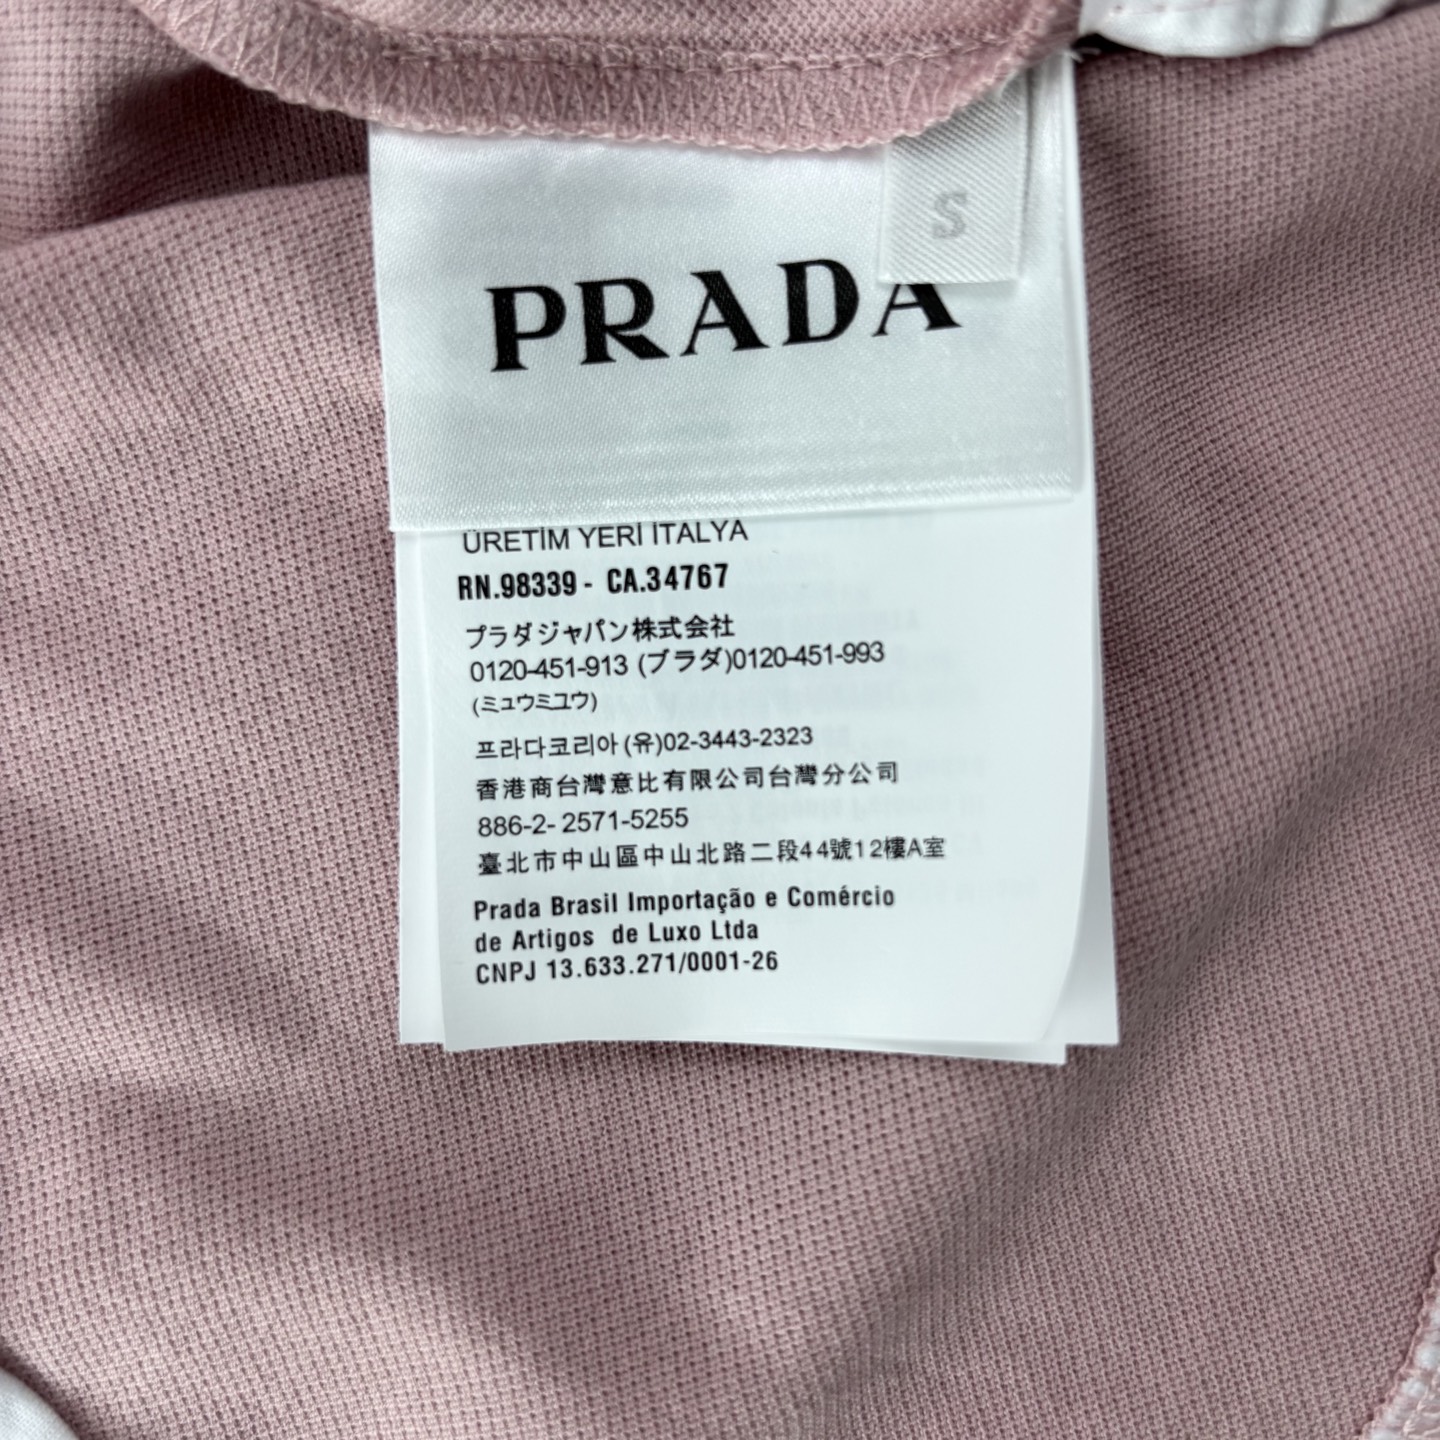 S
PRADA
ÜRETİM YERİ İTALYA
RN.98339 - CA.34767
プラダジャパン株式会社
0120-451-913 (プラダ)0120-451-993
(ミュウミュウ)
프라다코리아(유)02-3443-2323
香港商台灣意比有限公司台灣分公司
886-2- 2571-5255
臺北市中山區中山北路二段44號12樓A室
Prada Brasil Importação e Comércio
de Artigos de Luxo Ltda
CNPJ 13.633.271/0001-26